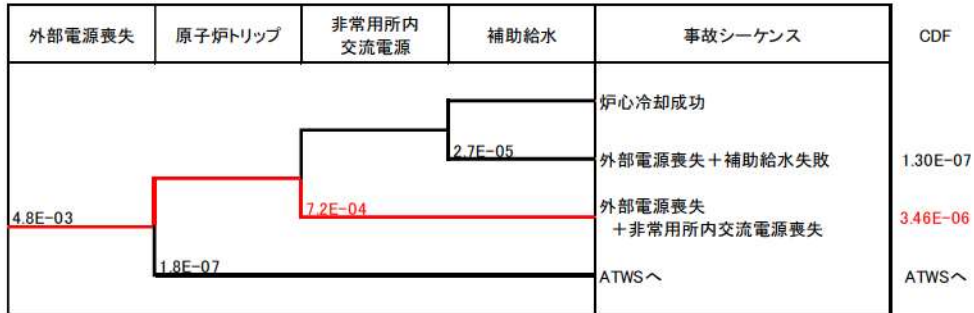 外部電源喪失
原子炉トリップ
非常用所内
交流電源
補助給水
事故シーケンス
CDF
炉心冷却成功
2.7E-05
外部電源喪失＋補助給水失敗
1.30E-07
4.8E-03
7.2E-04
外部電源喪失
＋非常用所内交流電源喪失
3.46E-06
1.8E-07
ATWSへ
ATWSへ